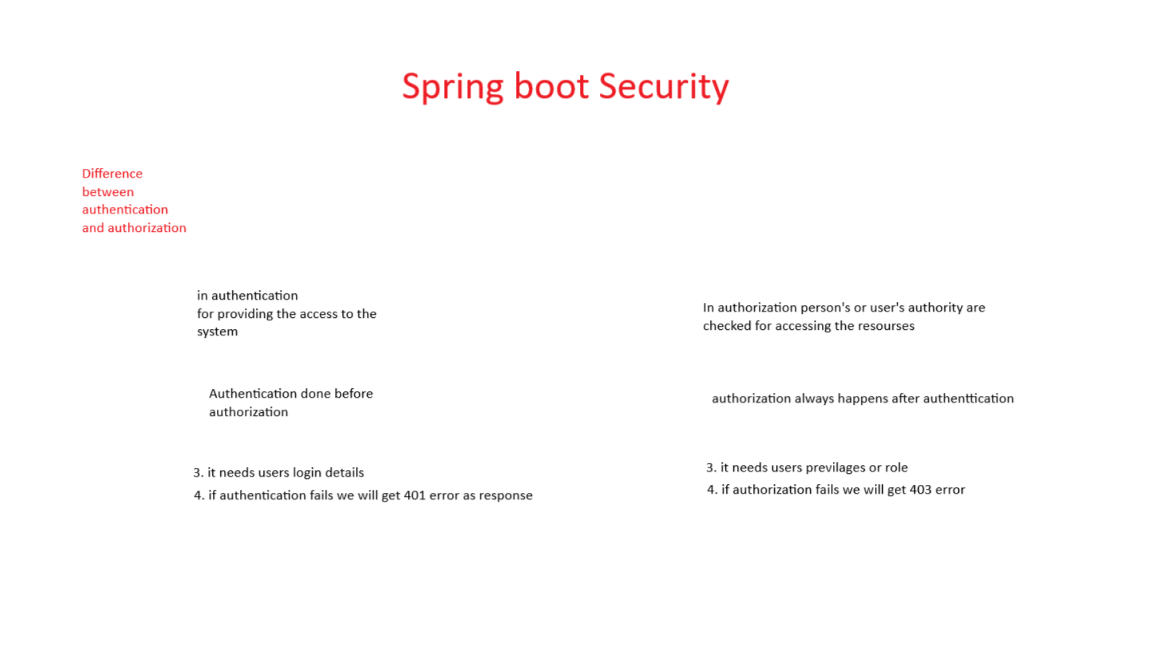 Spring boot Security
Difference
between
authentication
and authorization
in authentication
for providing the access to the
system
Authentication done before
authorization
3. it needs users login details
4. if authentication fails we will get 401 error as response
In authorization person's or user's authority are
checked for accessing the resourses
authorization always happens after authenttication
3. it needs users previlages or role
4. if authorization fails we will get 403 error